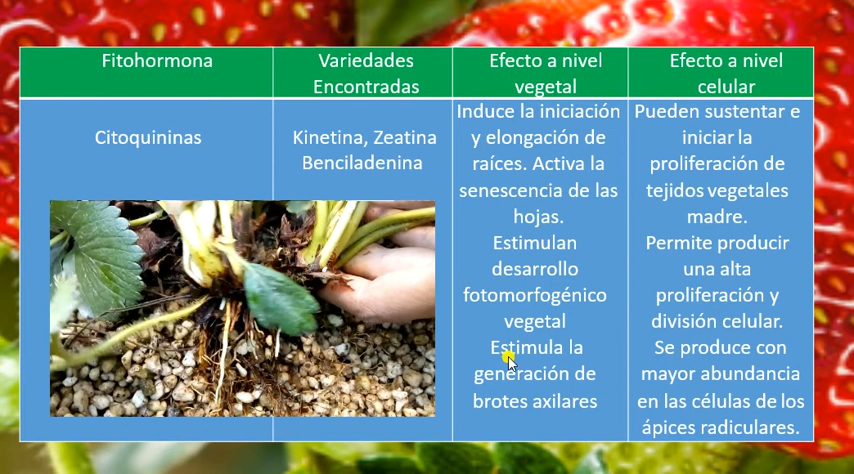 Fitohormona
Variedades
Encontradas
Efecto a nivel
vegetal
Efecto a nivel
celular
Citoquininas
Kinetina, Zeatina
Benciladenina
Induce la iniciación
y elongación de
raíces. Activa la
senescencia de las
hojas.
Estimulan
desarrollo
fotomorfogénico
vegetal
Estimula la
generación de
brotes axilares
Pueden sustentar e
iniciar la
proliferación de
tejidos vegetales
madre.
Permite producir
una alta
proliferación y
división celular.
Se produce con
mayor abundancia
en las células de los
ápices radiculares.